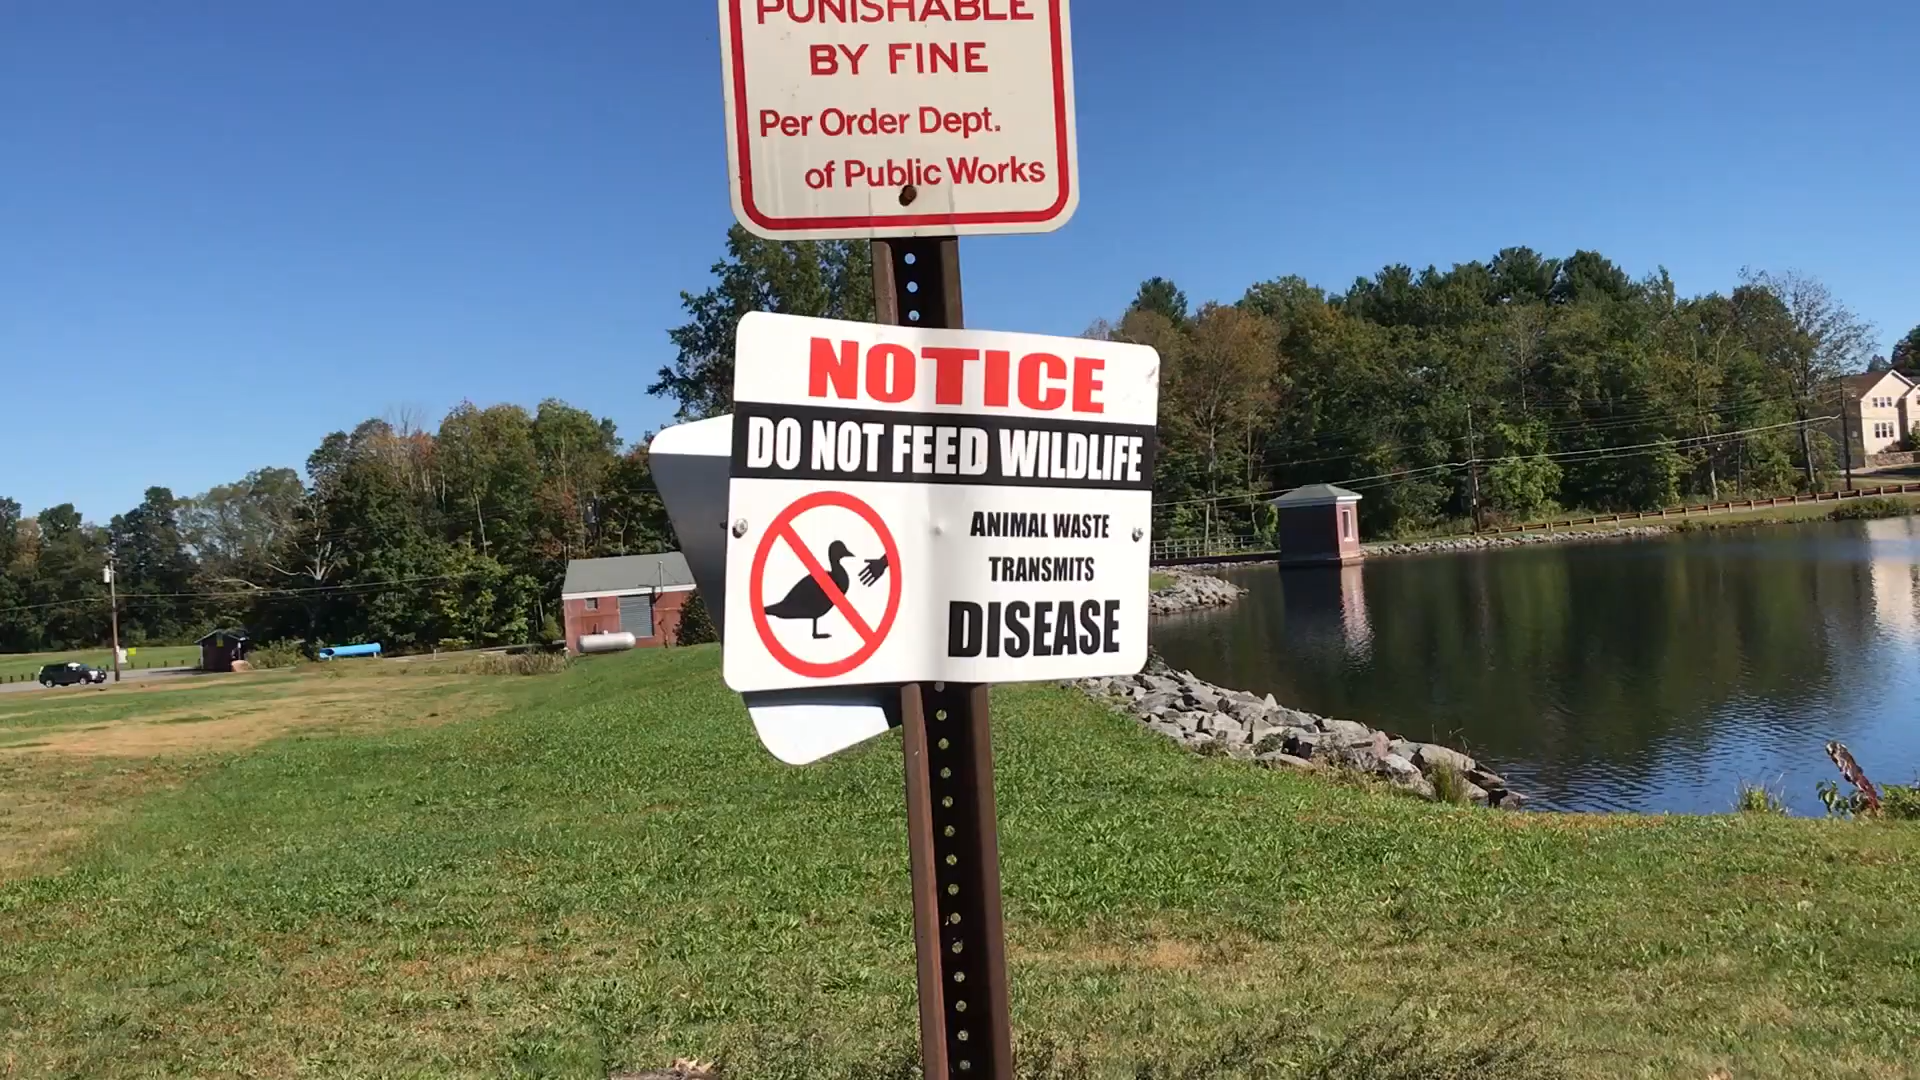 PUNISHABLE
BY FINE
Per Order Dept.
of Public Works
NOTICE
DO NOT FEED WILDLIFE
ANIMAL WASTE
TRANSMITS
DISEASE